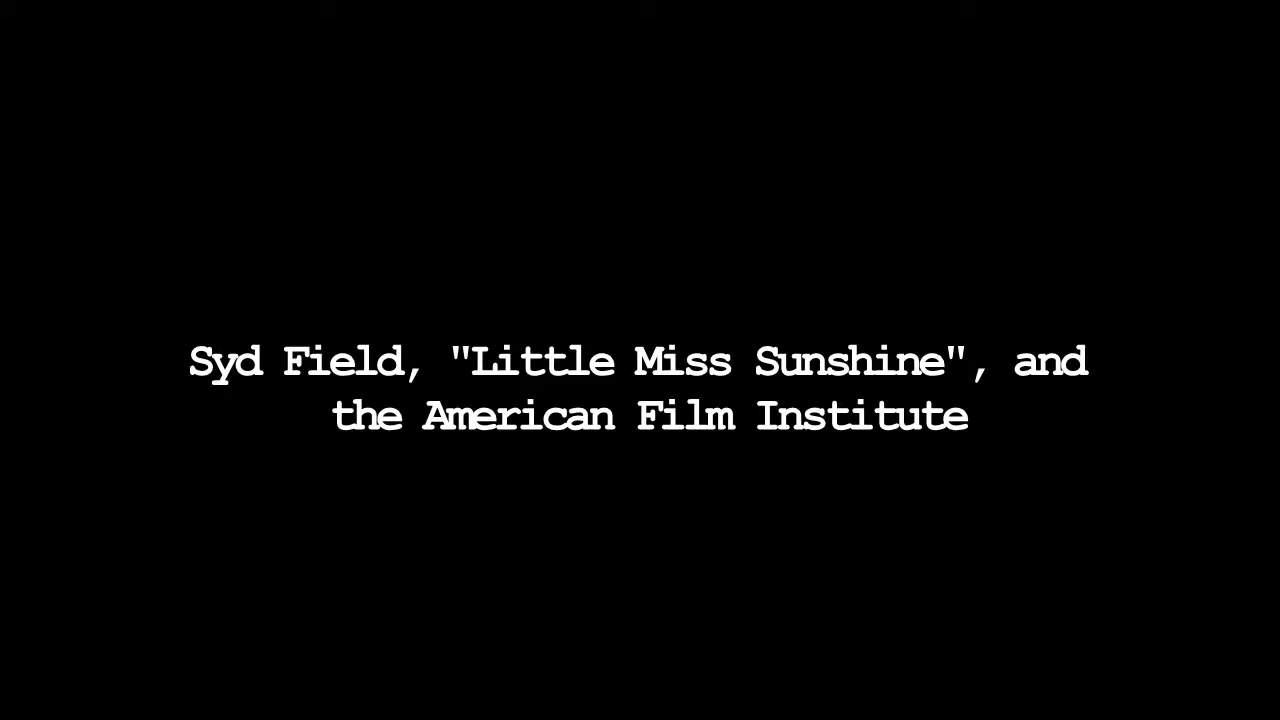 Syd Field, "Little Miss Sunshine", and
the American Film Institute